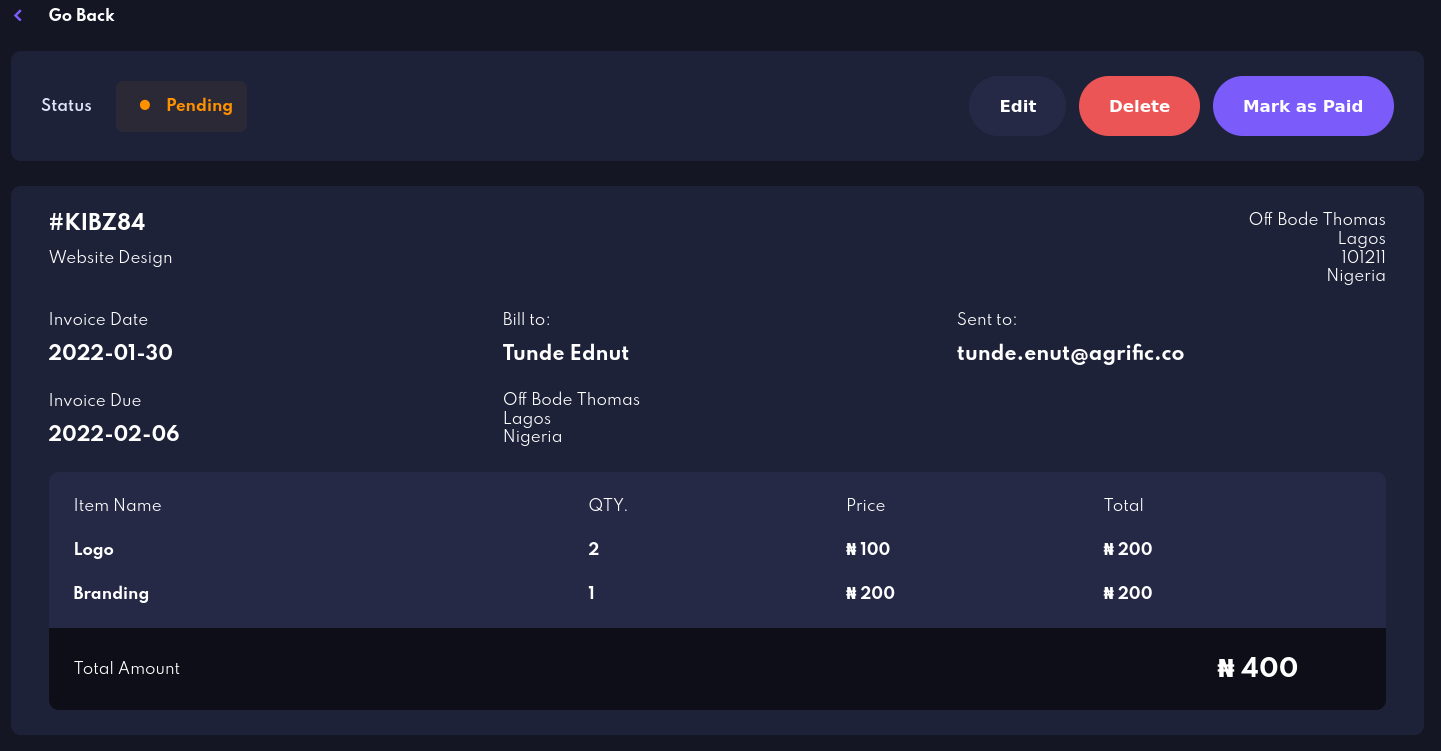 Go Back
Status
Pending
Edit
Delete
Mark as Paid
#KIBZ84
Website Design
Off Bode Thomas
Lagos
101211
Nigeria
Invoice Date
2022-01-30
Invoice Due
2022-02-06
Bill to:
Tunde Ednut
Off Bode Thomas
Lagos
Nigeria
Sent to:
tunde.enut@agrific.co
Item Name QTY. Price Total
Logo 2 ₦ 100 ₦ 200
Branding 1 ₦ 200 ₦ 200
Total Amount ₦ 400